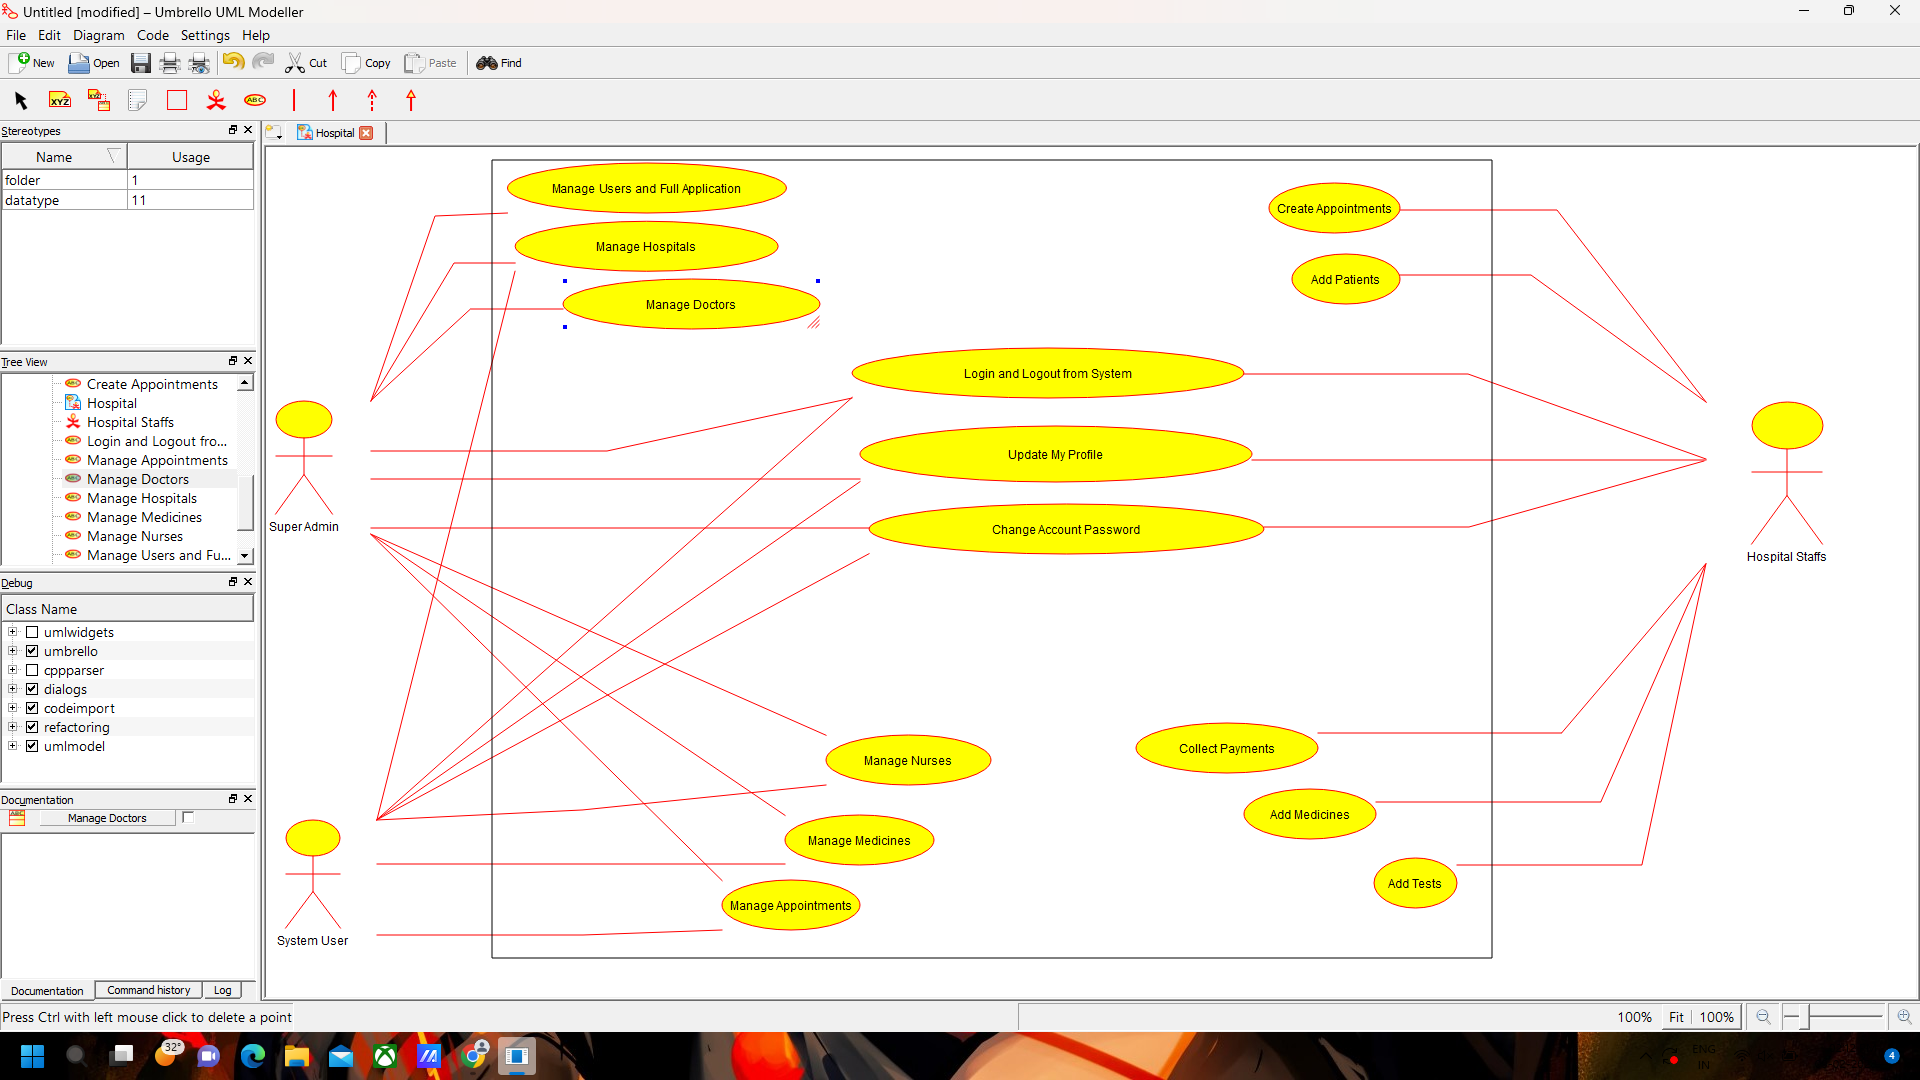 Untitled [modified] – Umbrello UML Modeller
File Edit Diagram Code Settings Help
New Open Cut Copy Paste Find
XYZ XYZ ABC
Stereotypes
Hospital
Name Usage
folder 1
datatype 11
Tree View
Create Appointments
Hospital
Hospital Staffs
Login and Logout fro...
Manage Appointments
Manage Doctors
Manage Hospitals
Manage Medicines
Manage Nurses
Manage Users and Fu...
Debug
Class Name
umlwidgets
umbrello
cppparser
dialogs
codeimport
refactoring
umlmodel
Documentation
Manage Doctors
Documentation Command history Log
Manage Users and Full Application
Manage Hospitals
Manage Doctors
Create Appointments
Add Patients
Login and Logout from System
Update My Profile
Change Account Password
Super Admin
Hospital Staffs
Manage Nurses
Manage Medicines
Manage Appointments
Collect Payments
Add Medicines
Add Tests
System User
Press Ctrl with left mouse click to delete a point
100% Fit 100%
32°
ENG
IN
4